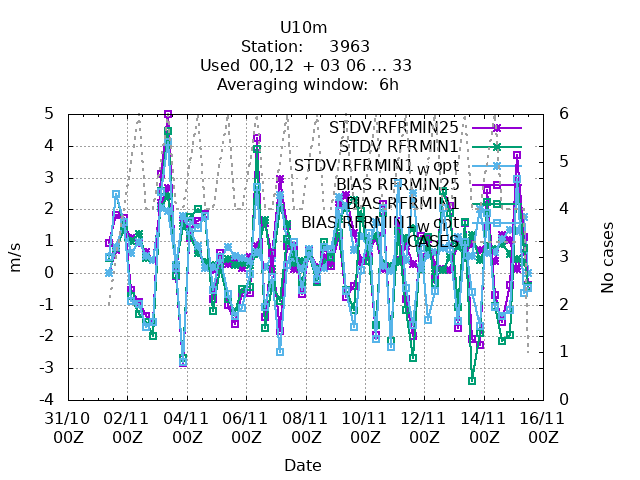 U10m
Station: 3963
Used 00,12 + 03 06 ... 33
Averaging window: 6h
5
4
3
2
1
0
-1
-2
-3
-4
m/s
6
5
4
3
2
1
0
No cases
STDV RFRMIN25
STDV RFRMIN1
STDV RFRMIN1_w opt
BIAS RFRMIN25
BIAS RFRMIN1
BIAS RFRMIN1_w opt
CASES
31/10 02/11 04/11 06/11 08/11 10/11 12/11 14/11 16/11
00Z 00Z 00Z 00Z 00Z 00Z 00Z 00Z 00Z
Date